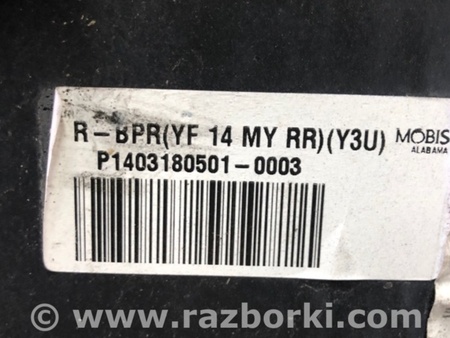 R-BPR(YF 14 MY RR)(Y3U) MOBIS
ALABAMA
P1403180501-0003
© www.razborki.com